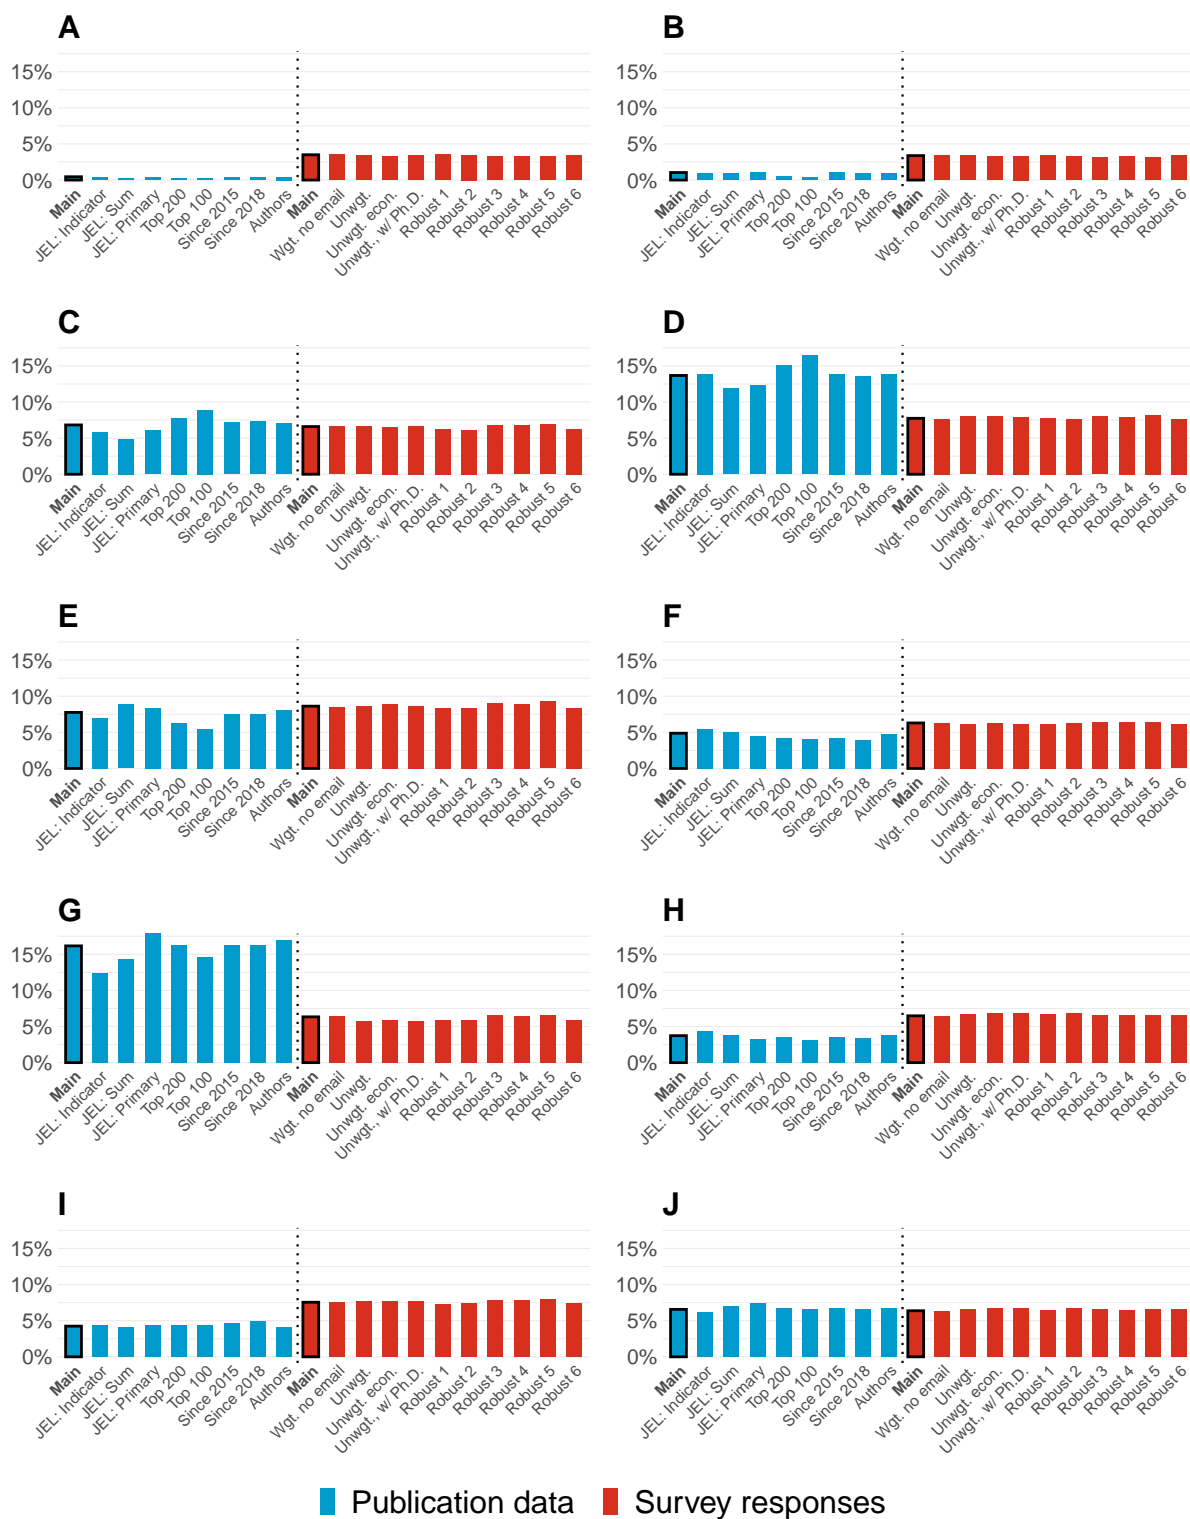 A
15%
10%
5%
0%
Main
JEL: Indicator
JEL: Sum
JEL: Primary
Top 200
Top 100
Since 2015
Since 2018
Authors
Main
Wgt. no email
Unwgt.
Unwgt. econ.
Unwgt., w/ Ph.D.
Robust 1
Robust 2
Robust 3
Robust 4
Robust 5
Robust 6
B
15%
10%
5%
0%
Main
JEL: Indicator
JEL: Sum
JEL: Primary
Top 200
Top 100
Since 2015
Since 2018
Authors
Main
Wgt. no email
Unwgt.
Unwgt. econ.
Unwgt., w/ Ph.D.
Robust 1
Robust 2
Robust 3
Robust 4
Robust 5
Robust 6
C
15%
10%
5%
0%
Main
JEL: Indicator
JEL: Sum
JEL: Primary
Top 200
Top 100
Since 2015
Since 2018
Authors
Main
Wgt. no email
Unwgt.
Unwgt. econ.
Unwgt., w/ Ph.D.
Robust 1
Robust 2
Robust 3
Robust 4
Robust 5
Robust 6
D
15%
10%
5%
0%
Main
JEL: Indicator
JEL: Sum
JEL: Primary
Top 200
Top 100
Since 2015
Since 2018
Authors
Main
Wgt. no email
Unwgt.
Unwgt. econ.
Unwgt., w/ Ph.D.
Robust 1
Robust 2
Robust 3
Robust 4
Robust 5
Robust 6
E
15%
10%
5%
0%
Main
JEL: Indicator
JEL: Sum
JEL: Primary
Top 200
Top 100
Since 2015
Since 2018
Authors
Main
Wgt. no email
Unwgt.
Unwgt. econ.
Unwgt., w/ Ph.D.
Robust 1
Robust 2
Robust 3
Robust 4
Robust 5
Robust 6
F
15%
10%
5%
0%
Main
JEL: Indicator
JEL: Sum
JEL: Primary
Top 200
Top 100
Since 2015
Since 2018
Authors
Main
Wgt. no email
Unwgt.
Unwgt. econ.
Unwgt., w/ Ph.D.
Robust 1
Robust 2
Robust 3
Robust 4
Robust 5
Robust 6
G
15%
10%
5%
0%
Main
JEL: Indicator
JEL: Sum
JEL: Primary
Top 200
Top 100
Since 2015
Since 2018
Authors
Main
Wgt. no email
Unwgt.
Unwgt. econ.
Unwgt., w/ Ph.D.
Robust 1
Robust 2
Robust 3
Robust 4
Robust 5
Robust 6
H
15%
10%
5%
0%
Main
JEL: Indicator
JEL: Sum
JEL: Primary
Top 200
Top 100
Since 2015
Since 2018
Authors
Main
Wgt. no email
Unwgt.
Unwgt. econ.
Unwgt., w/ Ph.D.
Robust 1
Robust 2
Robust 3
Robust 4
Robust 5
Robust 6
I
15%
10%
5%
0%
Main
JEL: Indicator
JEL: Sum
JEL: Primary
Top 200
Top 100
Since 2015
Since 2018
Authors
Main
Wgt. no email
Unwgt.
Unwgt. econ.
Unwgt., w/ Ph.D.
Robust 1
Robust 2
Robust 3
Robust 4
Robust 5
Robust 6
J
15%
10%
5%
0%
Main
JEL: Indicator
JEL: Sum
JEL: Primary
Top 200
Top 100
Since 2015
Since 2018
Authors
Main
Wgt. no email
Unwgt.
Unwgt. econ.
Unwgt., w/ Ph.D.
Robust 1
Robust 2
Robust 3
Robust 4
Robust 5
Robust 6
Publication data
Survey responses